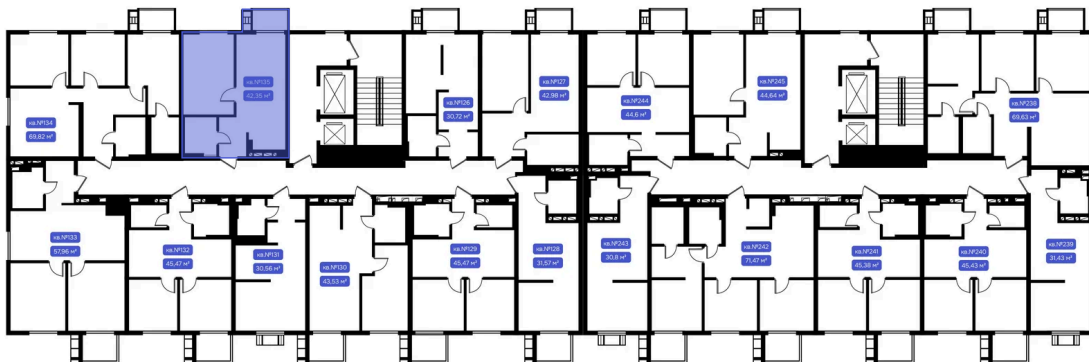 кв.№135
42,35 м²
кв.№127
42,98 м²
кв.№245
44,64 м²
кв.№126
30,72 м²
кв.№244
44,6 м²
кв.№238
69,63 м²
кв.№134
69,82 м²
кв.№133
57,96 м²
кв.№132
45,47 м²
кв.№131
30,56 м²
кв.№130
43,53 м²
кв.№129
45,47 м²
кв.№128
31,57 м²
кв.№243
30,8 м²
кв.№242
71,47 м²
кв.№241
45,38 м²
кв.№240
45,43 м²
кв.№239
31,43 м²